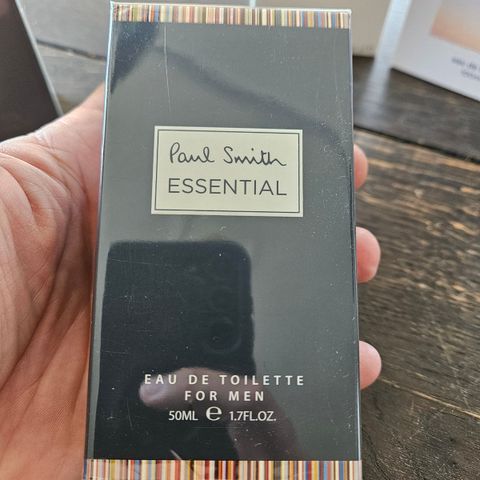 Paul Smith
ESSENTIAL
EAU DE TOILETTE
FOR MEN
50ML ℮ 1.7FL.OZ.